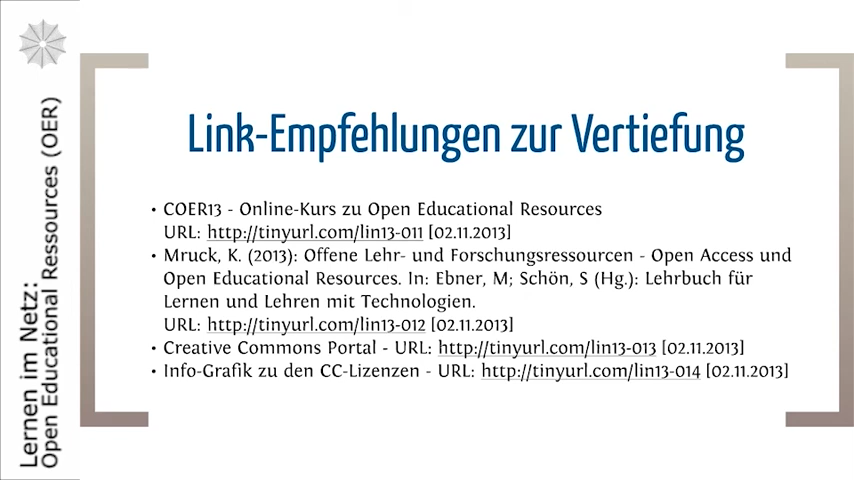 Lernen im Netz:
Open Educational Ressources (OER)
Link-Empfehlungen zur Vertiefung
• COER13 - Online-Kurs zu Open Educational Resources
URL: http://tinyurl.com/lin13-011 [02.11.2013]
• Mruck, K. (2013): Offene Lehr- und Forschungsressourcen - Open Access und
Open Educational Resources. In: Ebner, M; Schön, S (Hg.): Lehrbuch für
Lernen und Lehren mit Technologien.
URL: http://tinyurl.com/lin13-012 [02.11.2013]
• Creative Commons Portal - URL: http://tinyurl.com/lin13-013 [02.11.2013]
• Info-Grafik zu den CC-Lizenzen - URL: http://tinyurl.com/lin13-014 [02.11.2013]